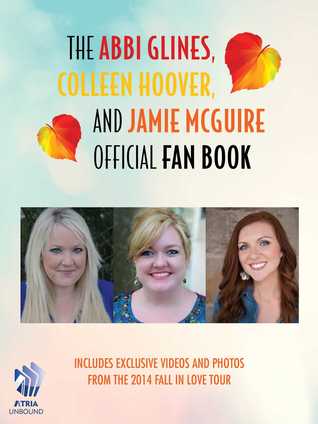 THE ABBI GLINES,
COLLEEN HOOVER,
AND JAMIE MCGUIRE
OFFICIAL FAN BOOK
INCLUDES EXCLUSIVE VIDEOS AND PHOTOS
FROM THE 2014 FALL IN LOVE TOUR
ATRIA
UNBOUND